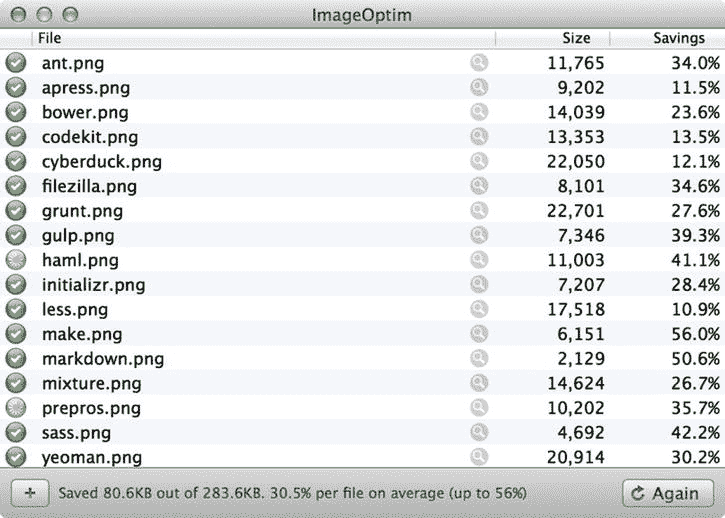 ImageOptim
File Size Savings
ant.png 11,765 34.0%
apress.png 9,202 11.5%
bower.png 14,039 23.6%
codekit.png 13,353 13.5%
cyberduck.png 22,050 12.1%
filezilla.png 8,101 34.6%
grunt.png 22,701 27.6%
gulp.png 7,346 39.3%
haml.png 11,003 41.1%
initializr.png 7,207 28.4%
less.png 17,518 10.9%
make.png 6,151 56.0%
markdown.png 2,129 50.6%
mixture.png 14,624 26.7%
prepros.png 10,202 35.7%
sass.png 4,692 42.2%
yeoman.png 20,914 30.2%
+ Saved 80.6KB out of 283.6KB. 30.5% per file on average (up to 56%) Again